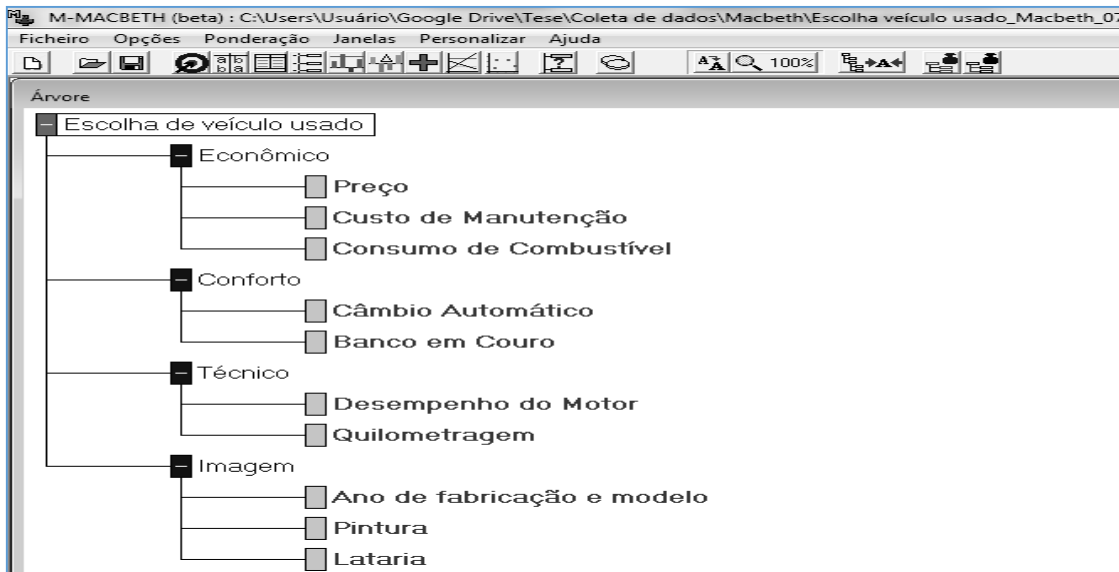 M-MACBETH (beta) : C:\Users\Usuário\Google Drive\Tese\Coleta de dados\Macbeth\Escolha veículo usado_Macbeth_07
Ficheiro Opções Ponderação Janelas Personalizar Ajuda
100%
Árvore
Escolha de veículo usado
Econômico
Preço
Custo de Manutenção
Consumo de Combustível
Conforto
Câmbio Automático
Banco em Couro
Técnico
Desempenho do Motor
Quilometragem
Imagem
Ano de fabricação e modelo
Pintura
Lataria